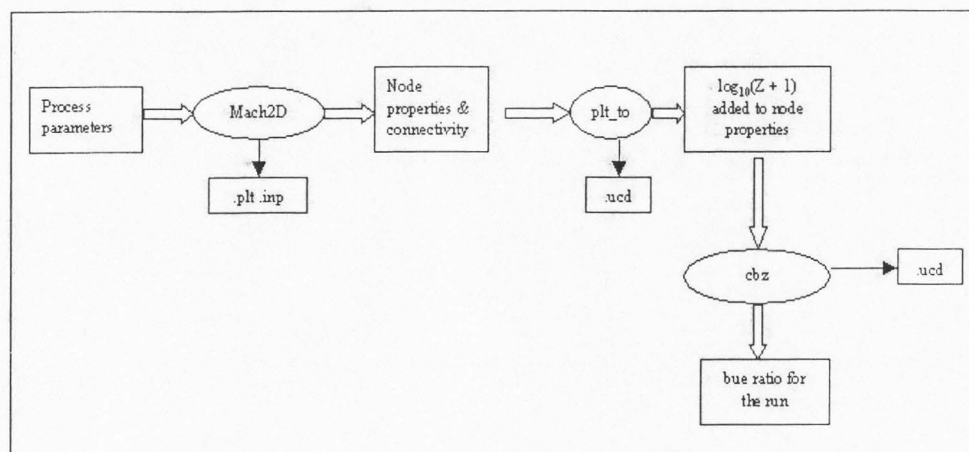 Process
parameters
Mach2D
Node
properties &
connectivity
plt_to
log₁₀(Z + 1)
added to node
properties
.plt .inp
.ucd
cbz
.ucd
bue ratio for
the run